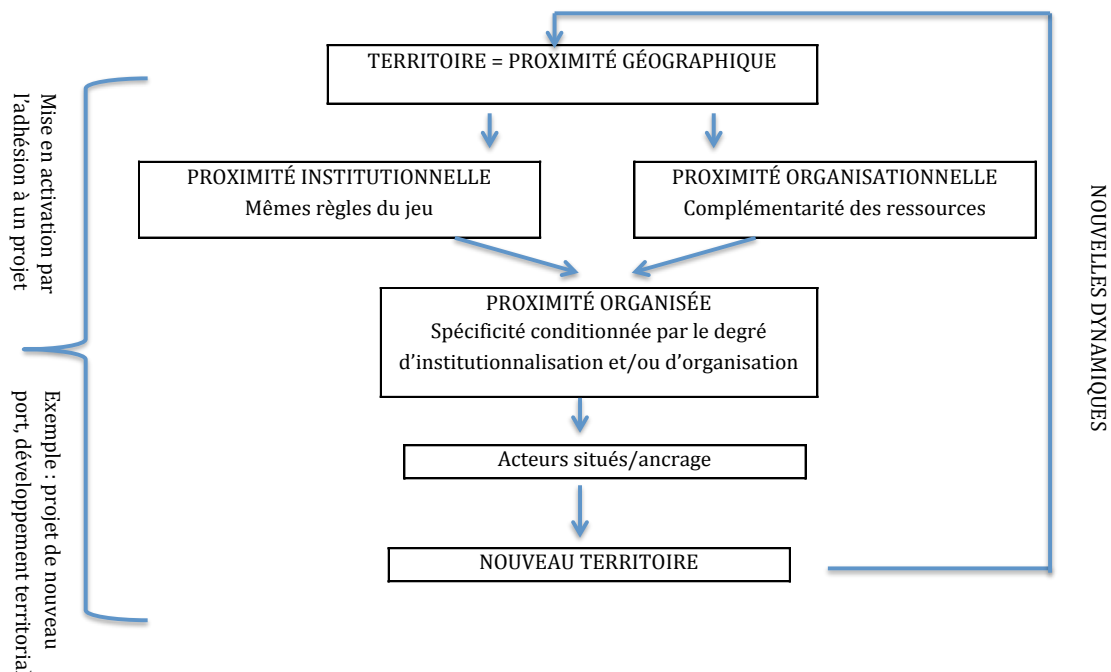 TERRITOIRE = PROXIMITÉ GÉOGRAPHIQUE
PROXIMITÉ INSTITUTIONNELLE
Mêmes règles du jeu
PROXIMITÉ ORGANISATIONNELLE
Complémentarité des ressources
PROXIMITÉ ORGANISÉE
Spécificité conditionnée par le degré
d’institutionnalisation et/ou d’organisation
Acteurs situés/ancrage
NOUVEAU TERRITOIRE
Mise en activation par
l’adhésion à un projet
Exemple : projet de nouveau
port, développement territorial
NOUVELLES DYNAMIQUES